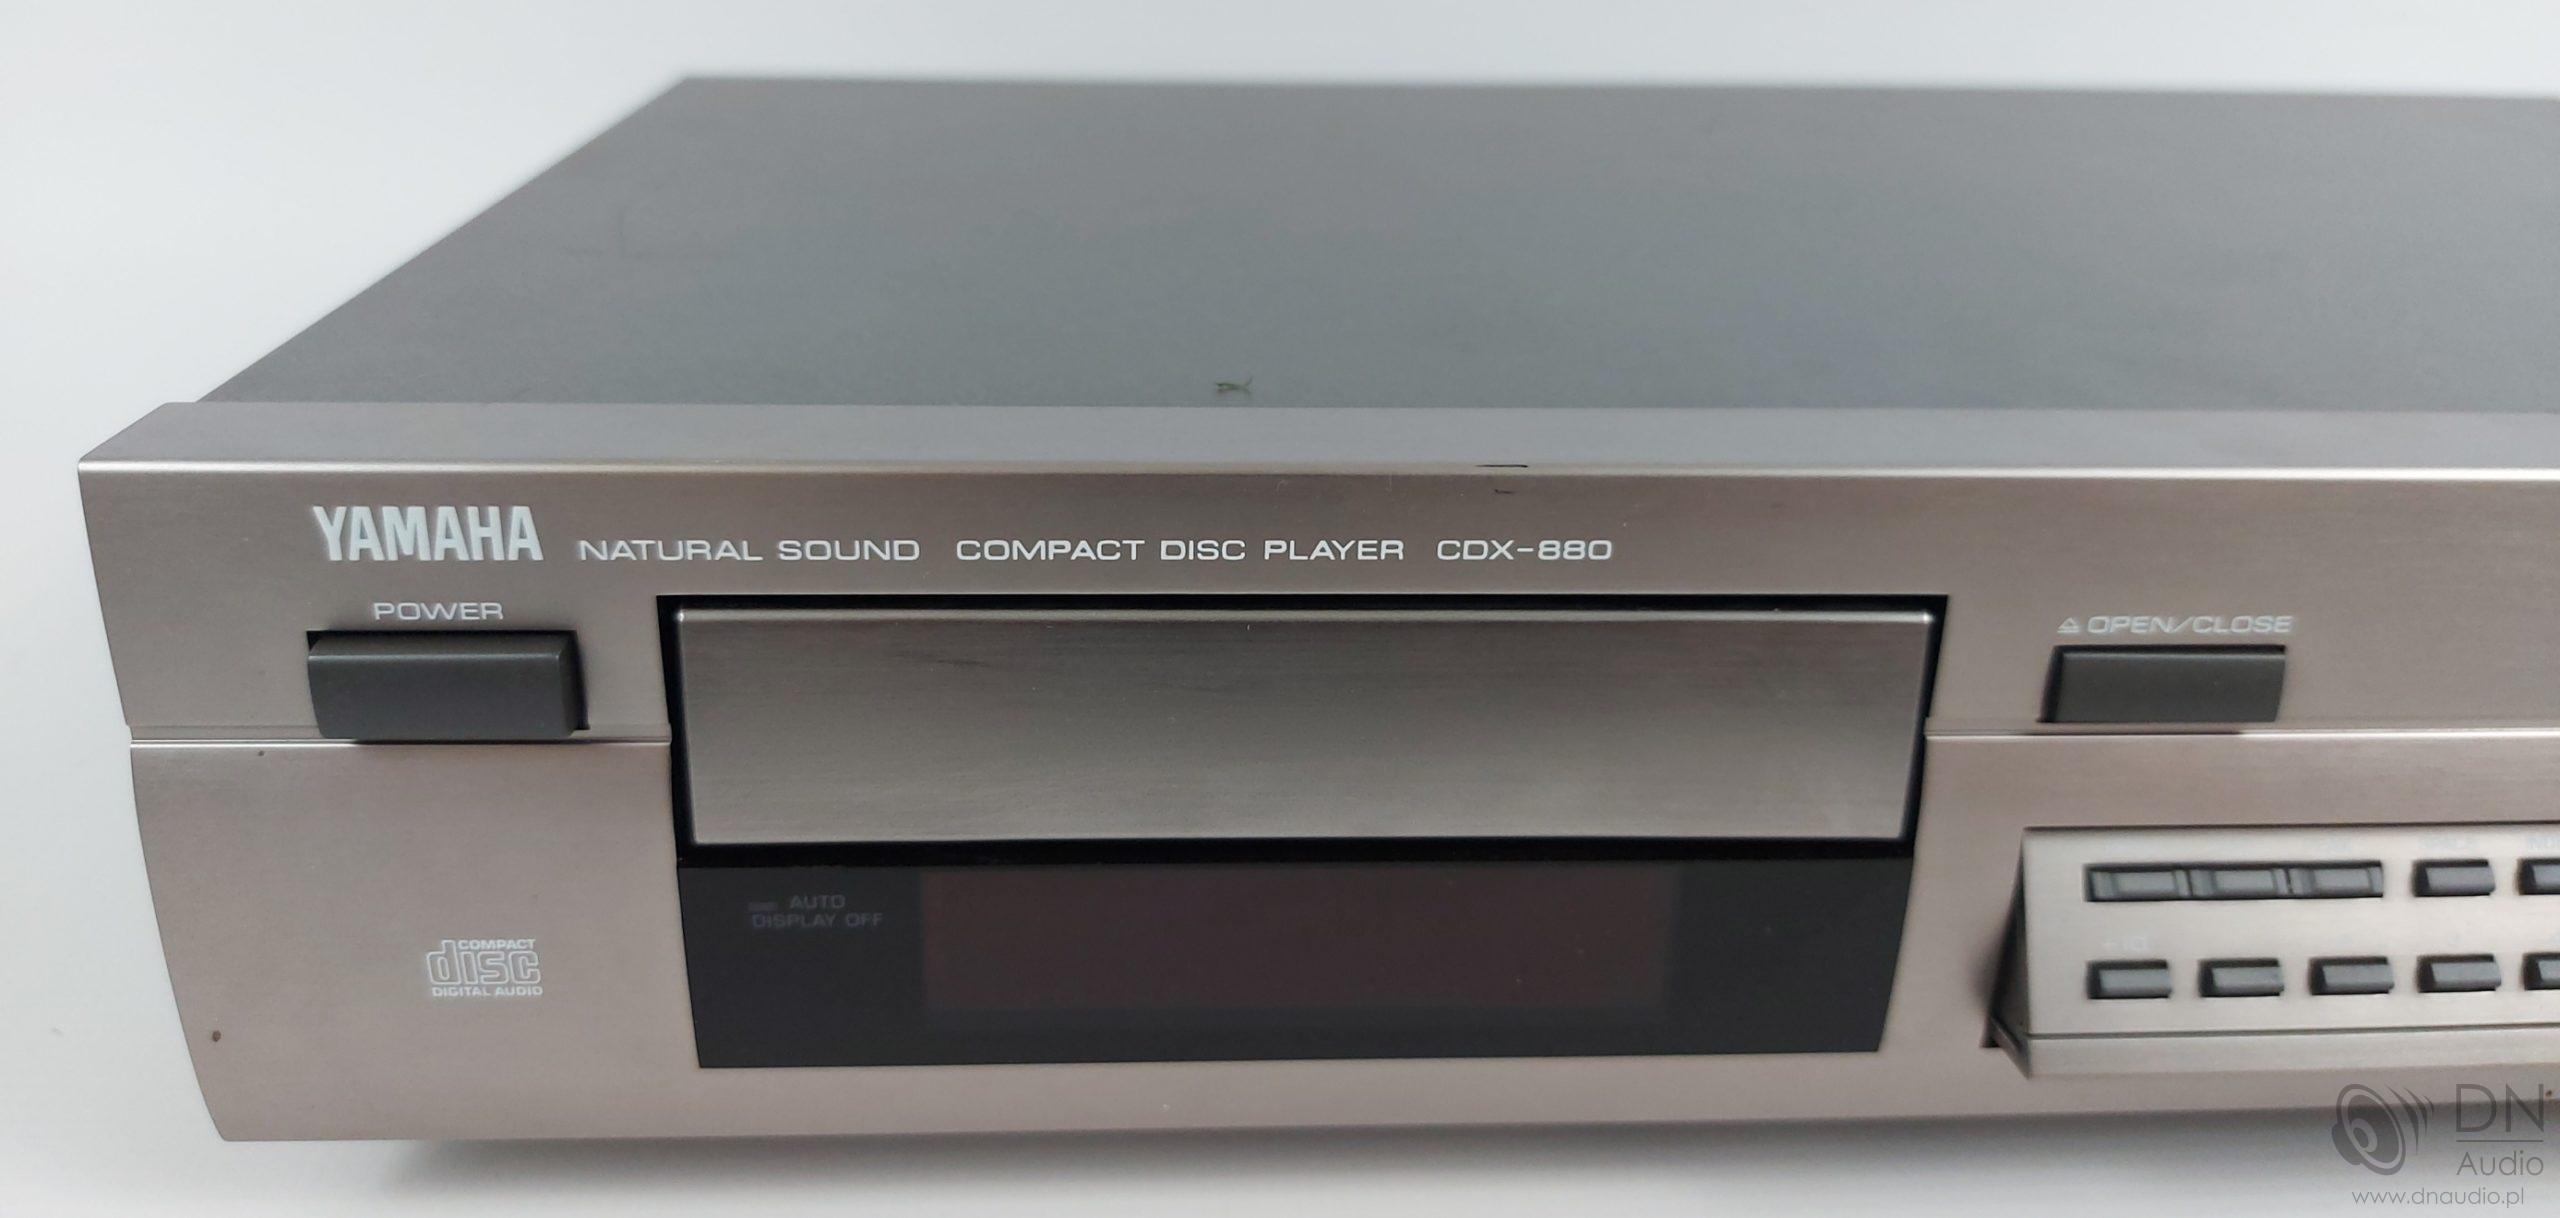 YAMAHA NATURAL SOUND COMPACT DISC PLAYER CDX-880
POWER
△ OPEN/CLOSE
AUTO
DISPLAY OFF
+10
COMPACT
disc
DIGITAL AUDIO
DN
Audio
www.dnaudio.pl